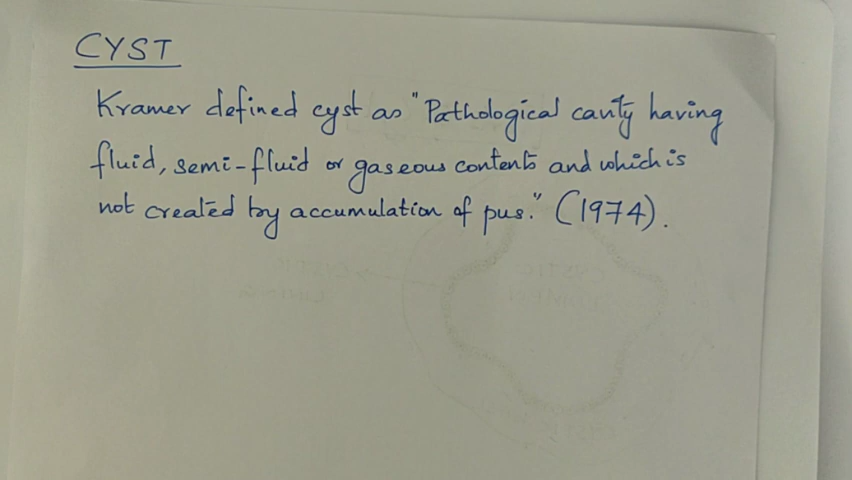 CYST
Kramer defined cyst as "Pathological cavity having
fluid, semi-fluid or gaseous contents and which is
not created by accumulation of pus." (1974).